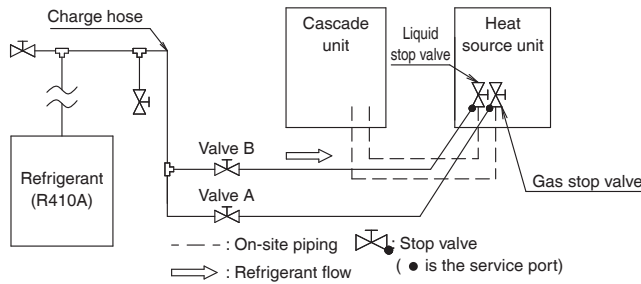 Charge hose
Cascade
unit
Liquid
stop valve
Heat
source unit
Refrigerant
(R410A)
Valve B
Valve A
Gas stop valve
: On-site piping
: Stop valve
( ● is the service port)
: Refrigerant flow